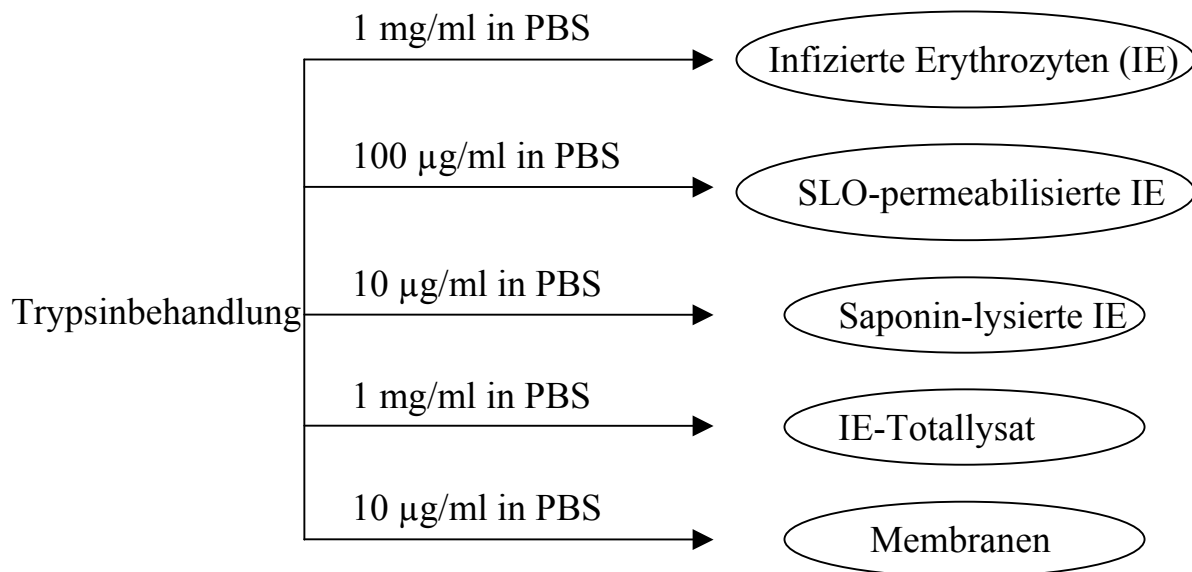 1 mg/ml in PBS
Infizierte Erythrozyten (IE)
100 µg/ml in PBS
SLO-permeabilisierte IE
10 µg/ml in PBS
Trypsinbehandlung
Saponin-lysierte IE
1 mg/ml in PBS
IE-Totallysat
10 µg/ml in PBS
Membranen